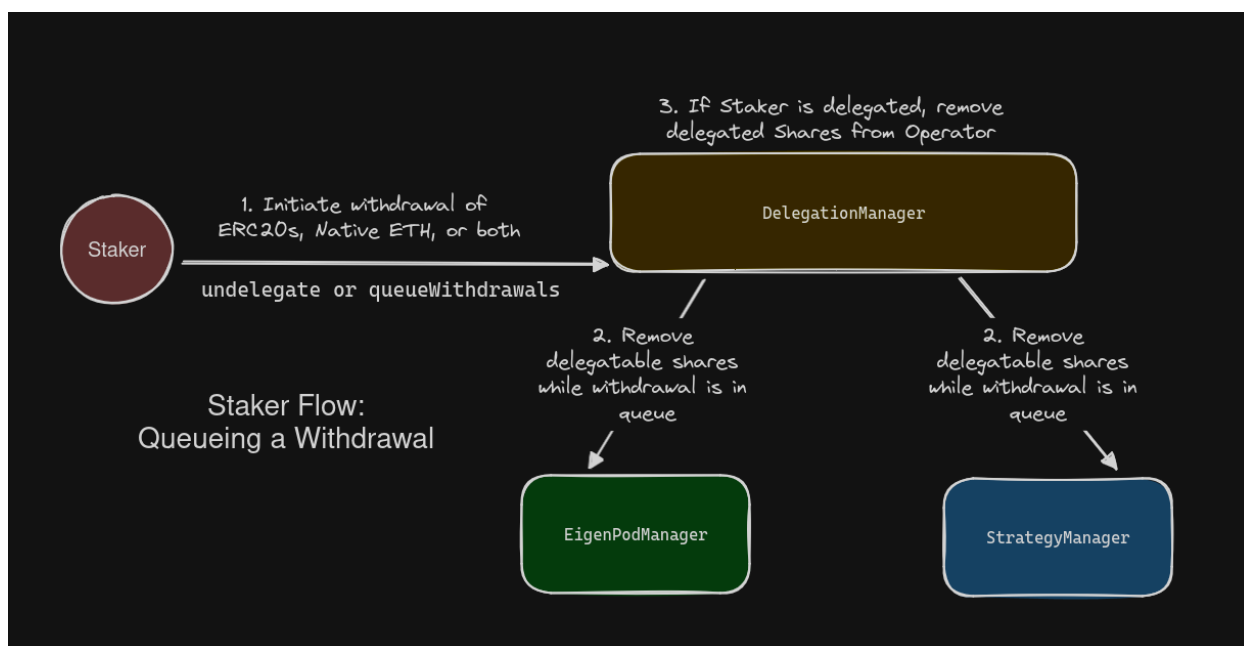 3. If Staker is delegated, remove
delegated Shares from Operator
DelegationManager
Staker
1. Initiate withdrawal of
ERC20s, Native ETH, or both
undelegate or queueWithdrawals
2. Remove
delegatable shares
while withdrawal is in
queue
2. Remove
delegatable shares
while withdrawal is in
queue
Staker Flow:
Queueing a Withdrawal
EigenPodManager
StrategyManager